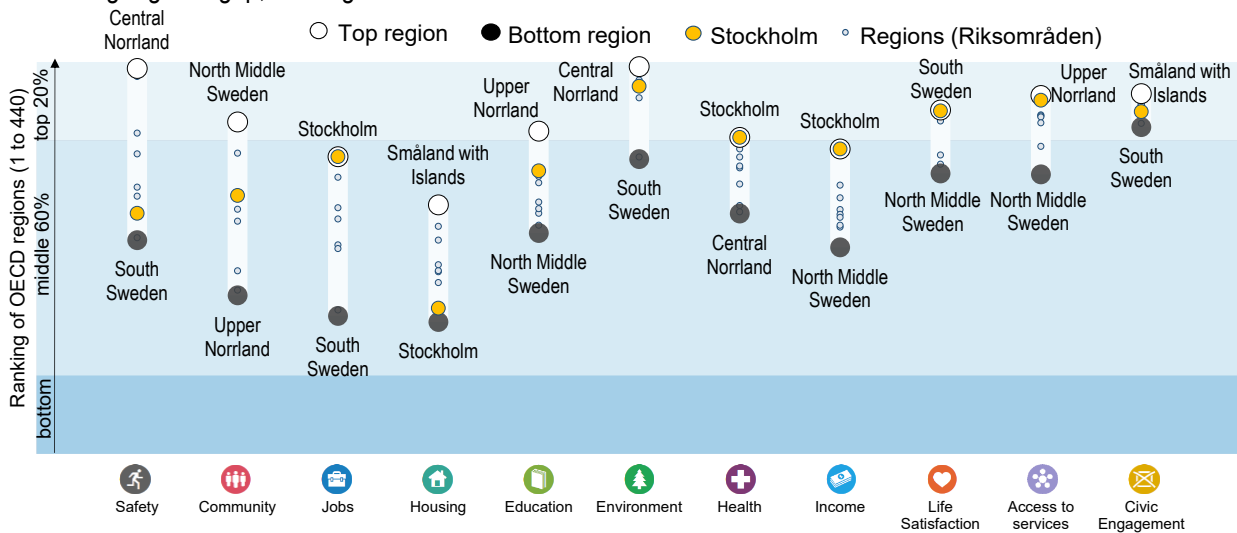 Central
Norrland
Top region
Bottom region
Stockholm
Regions (Riksområden)
Ranking of OECD regions (1 to 440)
top 20%
middle 60%
bottom
North Middle
Sweden
Stockholm
Småland with
Islands
Upper
Norrland
Central
Norrland
Stockholm
Stockholm
South
Sweden
Upper
Norrland
Småland with
Islands
South
Sweden
Upper
Norrland
South
Sweden
Stockholm
North Middle
Sweden
South
Sweden
Central
Norrland
North Middle
Sweden
North Middle
Sweden
North Middle
Sweden
South
Sweden
Safety
Community
Jobs
Housing
Education
Environment
Health
Income
Life
Satisfaction
Access to
services
Civic
Engagement